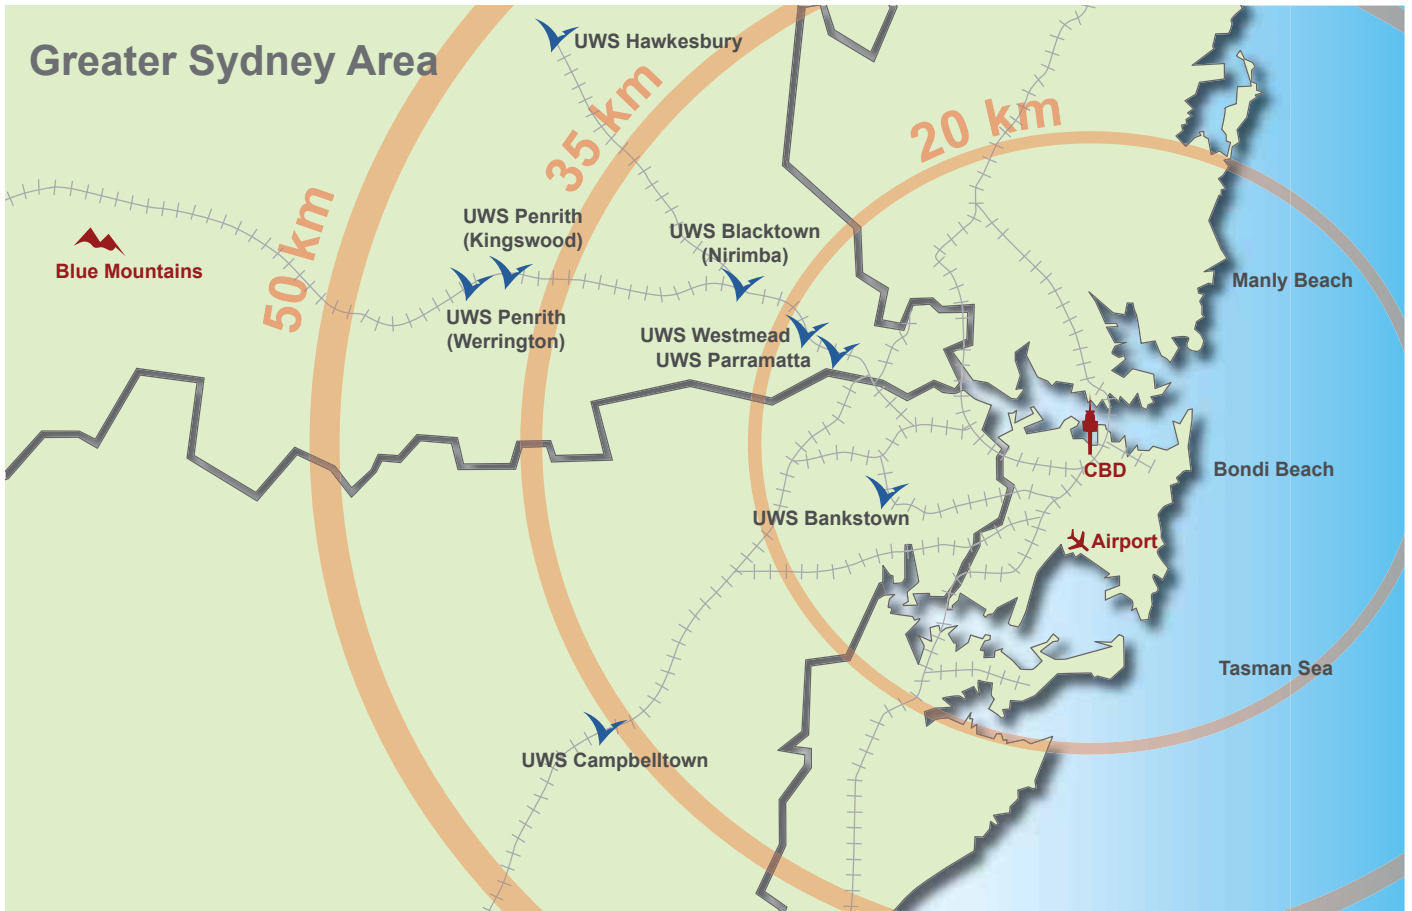 Greater Sydney Area
UWS Hawkesbury
50 km
35 km
20 km
UWS Penrith
(Kingswood)
UWS Blacktown
(Nirimba)
Blue Mountains
Manly Beach
UWS Penrith
(Werrington)
UWS Westmead
UWS Parramatta
CBD
Bondi Beach
UWS Bankstown
Airport
Tasman Sea
UWS Campbelltown